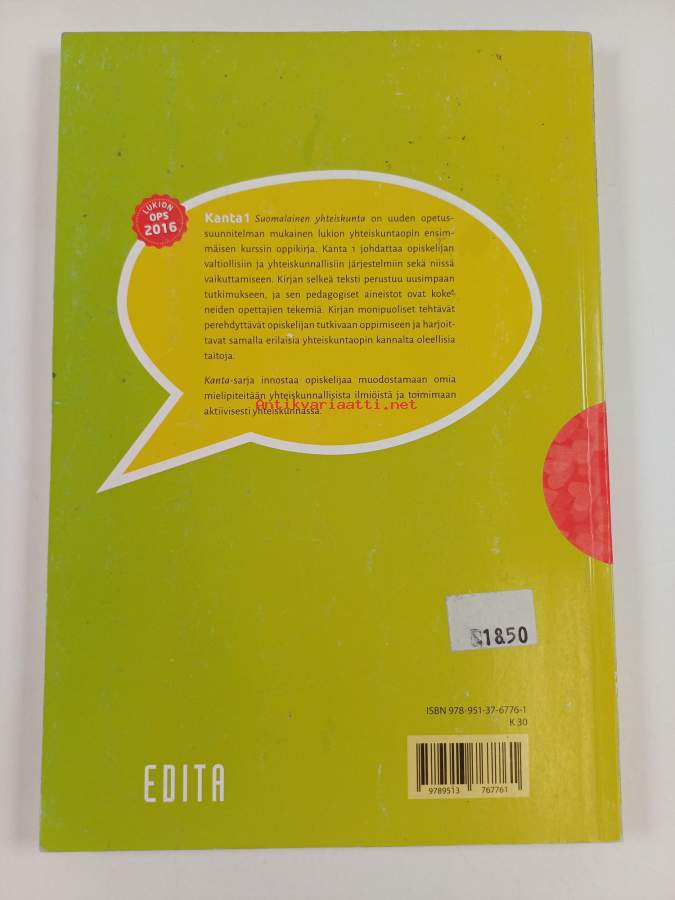 LUKION
OPS
2016
Kanta 1 Suomalainen yhteiskunta on uuden opetus-
suunnitelman mukainen lukion yhteiskuntaopin ensim-
mäisen kurssin oppikirja. Kanta 1 johdattaa opiskelijan
valtiollisiin ja yhteiskunnallisiin järjestelmiin sekä niissä
vaikuttamiseen. Kirjan selkeä teksti perustuu uusimpaan
tutkimukseen, ja sen pedagogiset aineistot ovat koke-
neiden opettajien tekemiä. Kirjan monipuoliset tehtävät
perehdyttävät opiskelijan tutkivaan oppimiseen ja harjoit-
tavat samalla erilaisia yhteiskuntaopin kannalta oleellisia
taitoja.
Kanta-sarja innostaa opiskelijaa muodostamaan omia
mielipiteitään yhteiskunnallisista ilmiöistä ja toimimaan
Antikvariaatti.net
aktiivisesti yhteiskunnassa.
1850
ISBN 978-951-37-6776-1
K 30
9789513 767761
EDITA